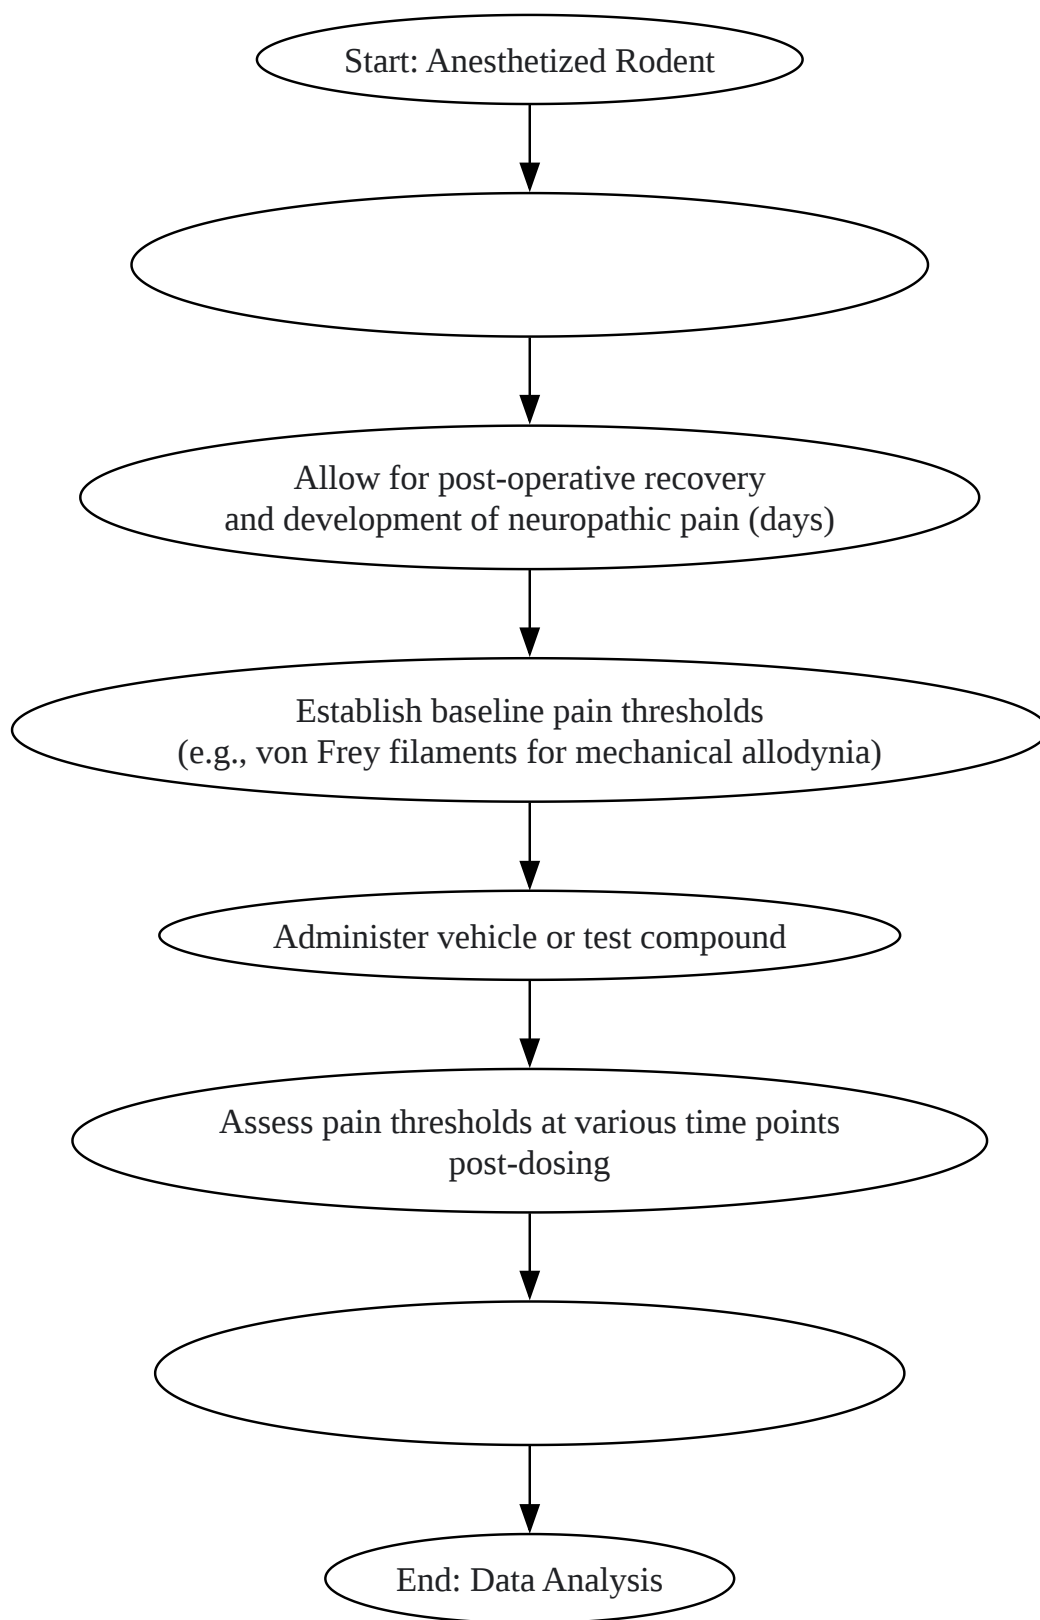 Start: Anesthetized Rodent
Allow for post-operative recovery
and development of neuropathic pain (days)
Establish baseline pain thresholds
(e.g., von Frey filaments for mechanical allodynia)
Administer vehicle or test compound
Assess pain thresholds at various time points
post-dosing
End: Data Analysis